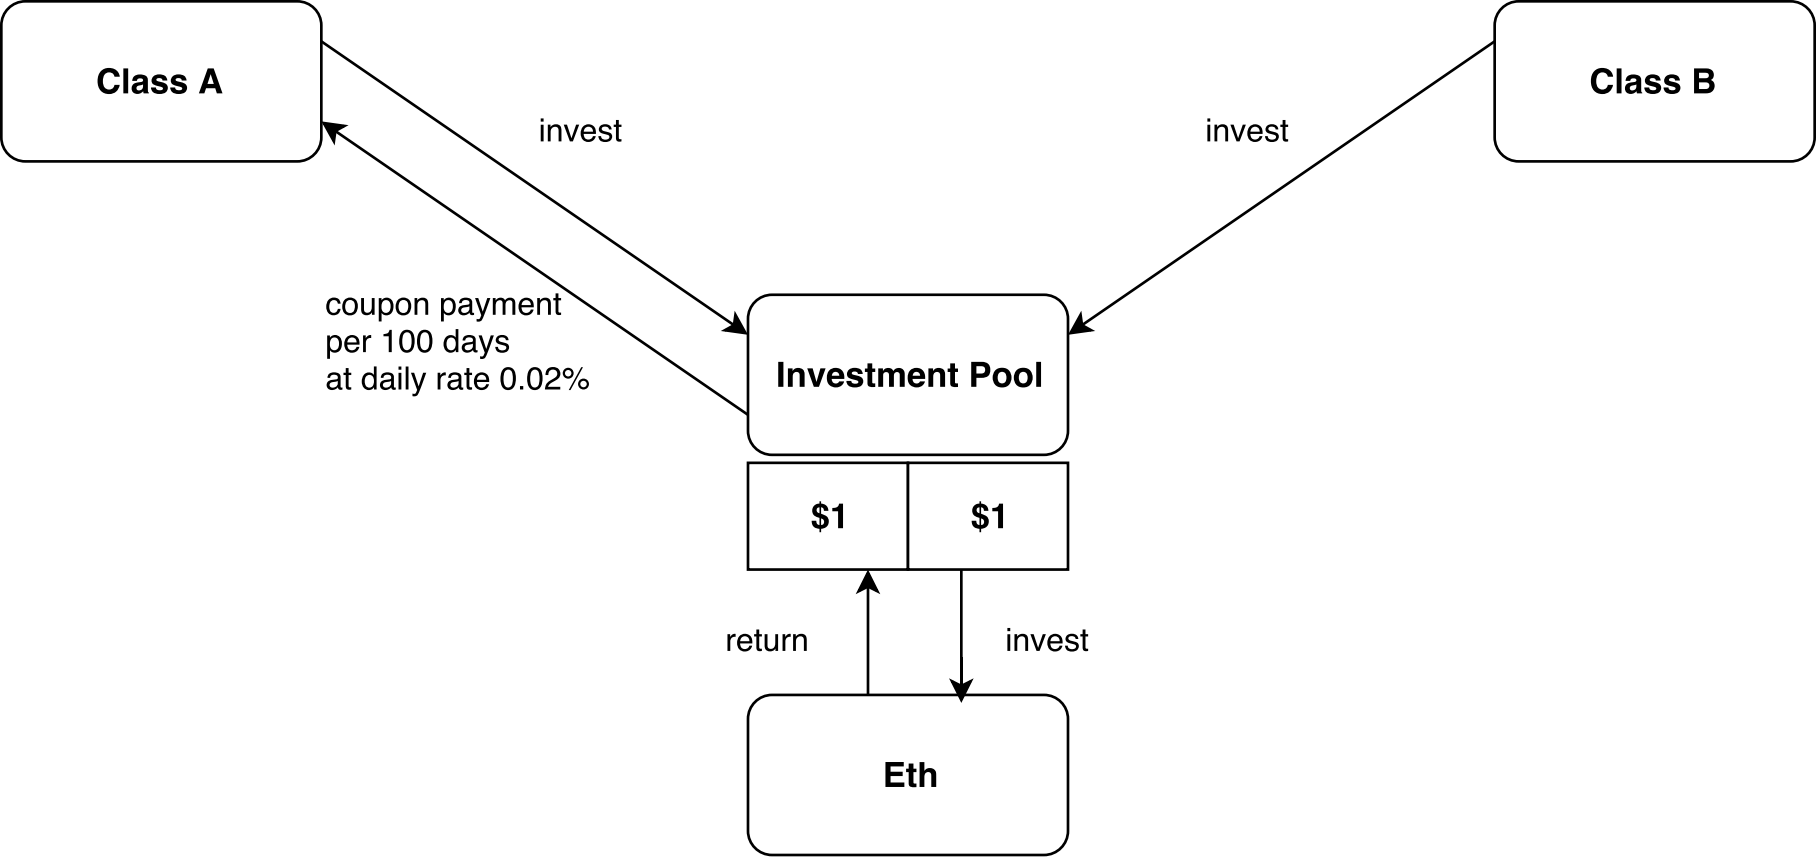 Class A
Class B
invest
invest
coupon payment
per 100 days
at daily rate 0.02%
Investment Pool
$1
$1
return
invest
Eth